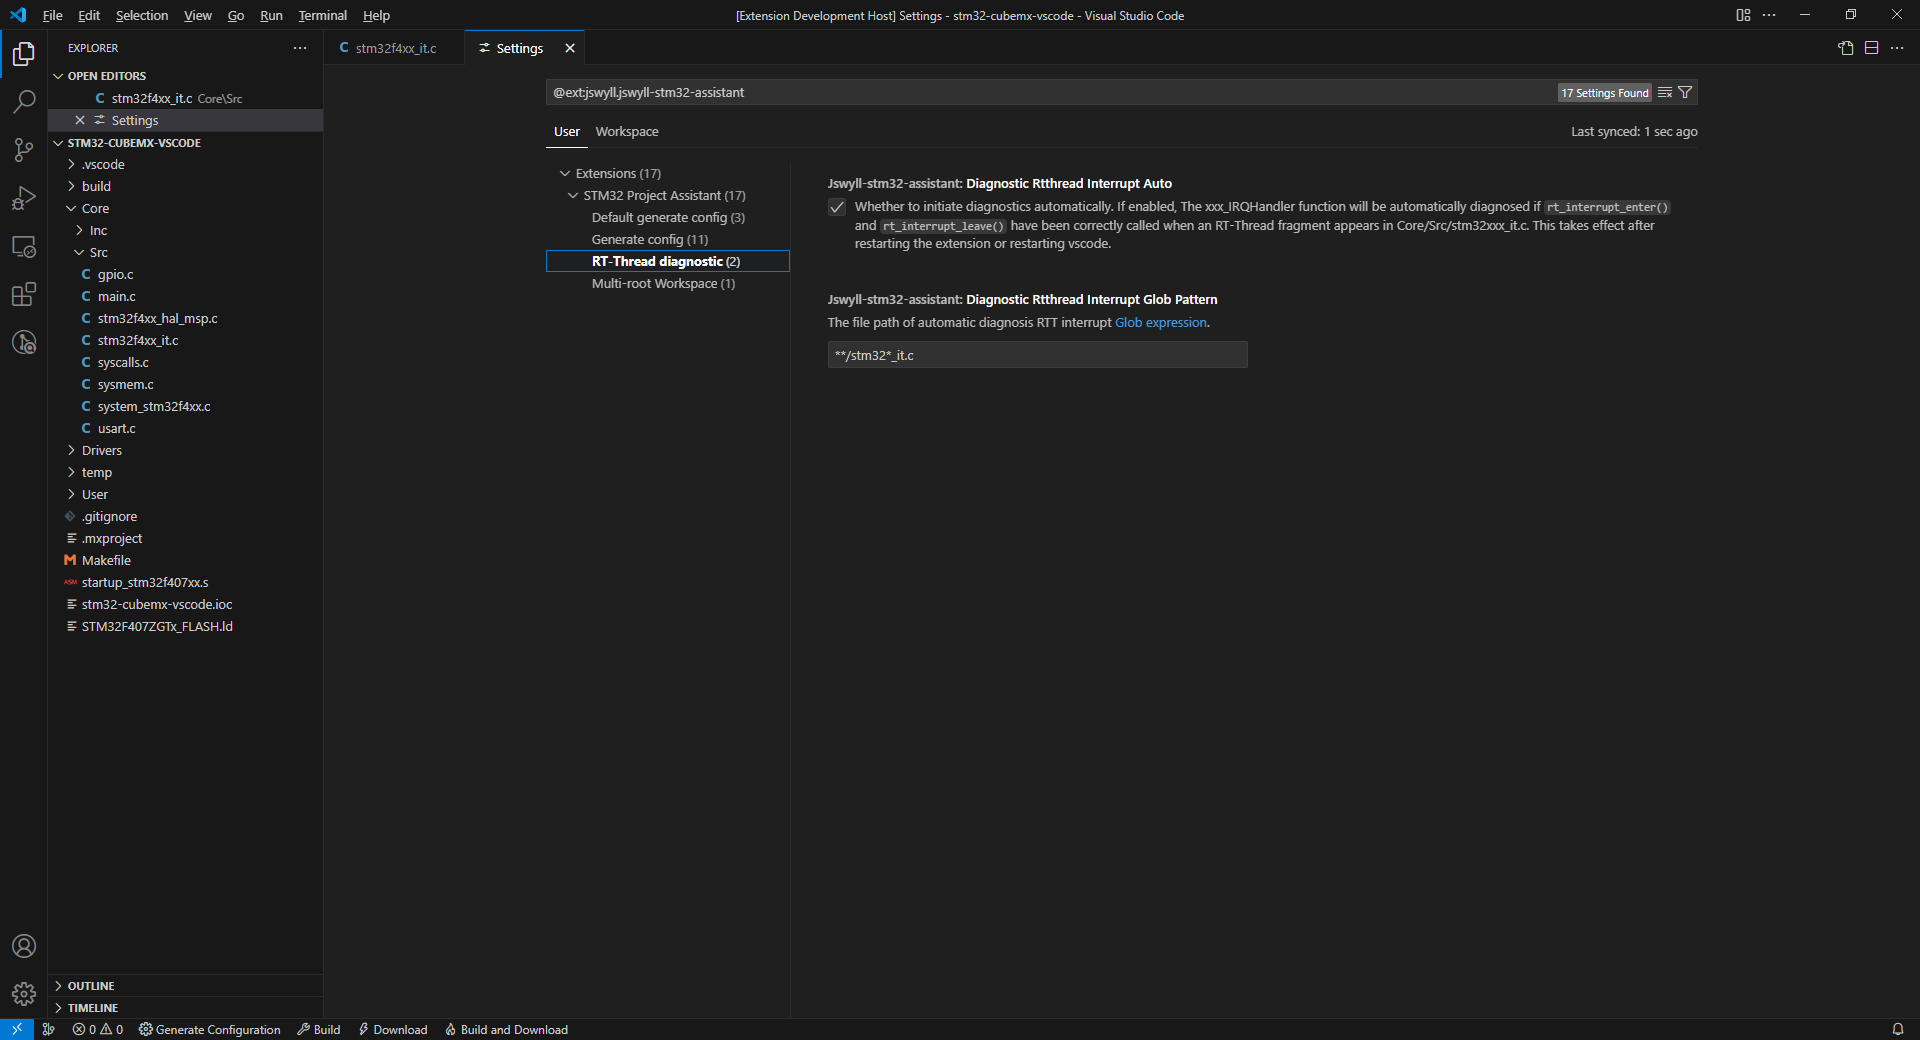 File Edit Selection View Go Run Terminal Help
[Extension Development Host] Settings - stm32-cubemx-vscode - Visual Studio Code
EXPLORER
OPEN EDITORS
C stm32f4xx_it.c Core\Src
Settings
STM32-CUBEMX-VSCODE
.vscode
build
Core
Inc
Src
C gpio.c
C main.c
C stm32f4xx_hal_msp.c
C stm32f4xx_it.c
C syscalls.c
C sysmem.c
C system_stm32f4xx.c
C usart.c
Drivers
temp
User
.gitignore
.mxproject
M Makefile
ASM startup_stm32f407xx.s
stm32-cubemx-vscode.ioc
STM32F407ZGTx_FLASH.ld
OUTLINE
TIMELINE
C stm32f4xx_it.c
Settings
@ext:jswyll.jswyll-stm32-assistant
17 Settings Found
User Workspace
Last synced: 1 sec ago
Extensions (17)
STM32 Project Assistant (17)
Default generate config (3)
Generate config (11)
RT-Thread diagnostic (2)
Multi-root Workspace (1)
Jswyll-stm32-assistant: Diagnostic Rtthread Interrupt Auto
Whether to initiate diagnostics automatically. If enabled, The xxx_IRQHandler function will be automatically diagnosed if rt_interrupt_enter()
and rt_interrupt_leave() have been correctly called when an RT-Thread fragment appears in Core/Src/stm32xxx_it.c. This takes effect after
restarting the extension or restarting vscode.
Jswyll-stm32-assistant: Diagnostic Rtthread Interrupt Glob Pattern
The file path of automatic diagnosis RTT interrupt Glob expression.
**/stm32*_it.c
0 0 Generate Configuration Build Download Build and Download